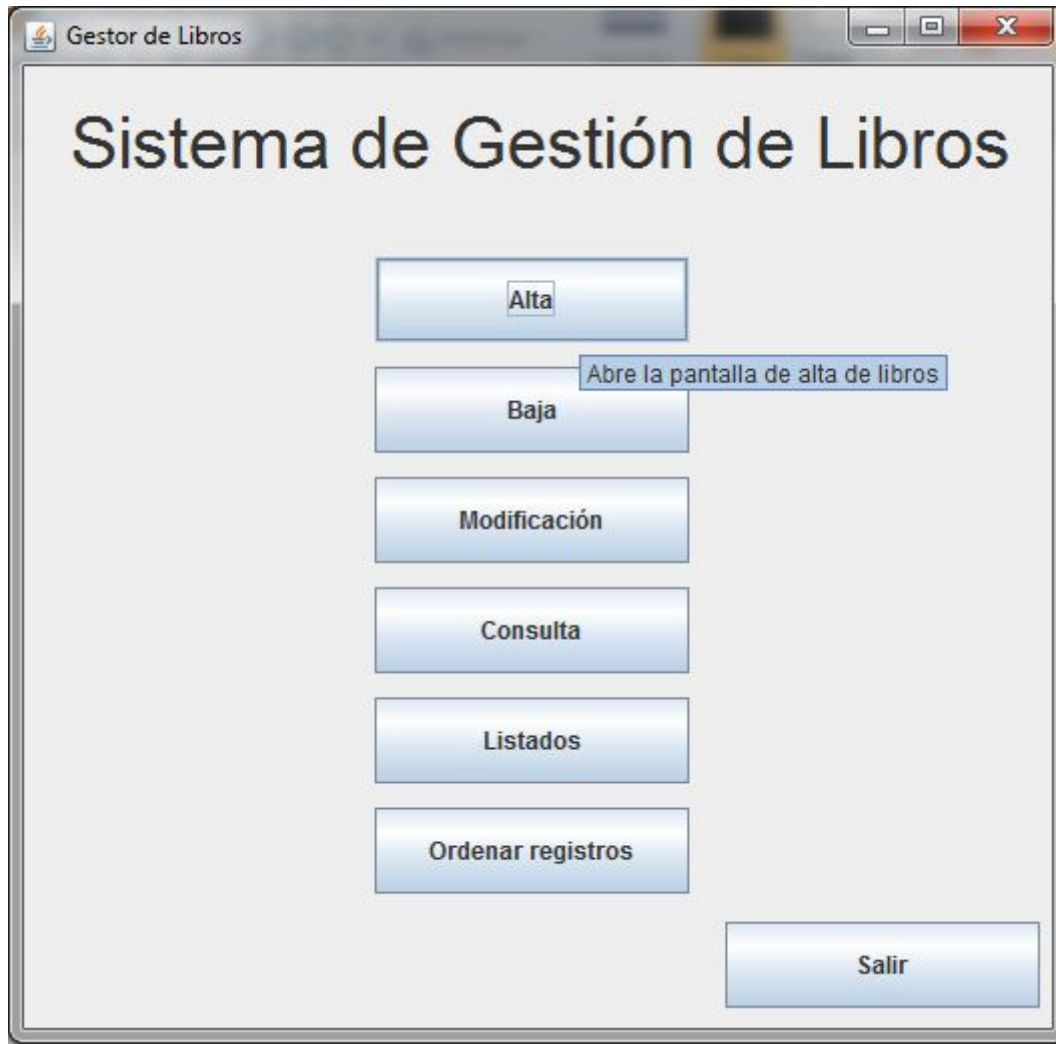 Gestor de Libros
Sistema de Gestión de Libros
Alta
Abre la pantalla de alta de libros
Baja
Modificación
Consulta
Listados
Ordenar registros
Salir